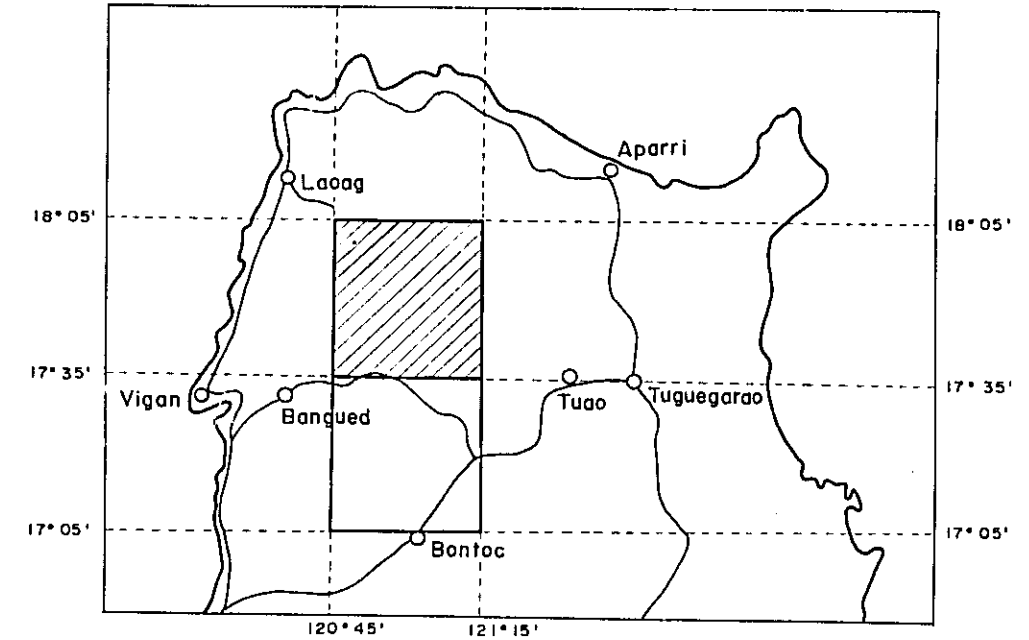 Aparri
Laoag
18° 05'
18° 05'
17° 35'
17° 35'
Vigan
Bangued
Tuao
Tuguegarao
17° 05'
17° 05'
Bontoc
120° 45'
121° 15'